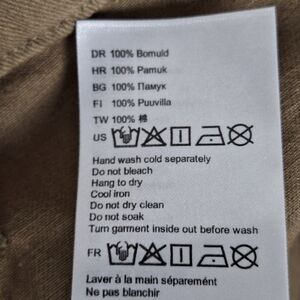 DR 100% Bomuld
HR 100% Pamuk
BG 100% Памук
FI 100% Puuvilla
TW 100% 棉
US
Hand wash cold separately
Do not bleach
Hang to dry
Cool iron
Do not dry clean
Do not soak
Turn garment inside out before wash
FR
Laver à la main séparément
Ne pas blanchir